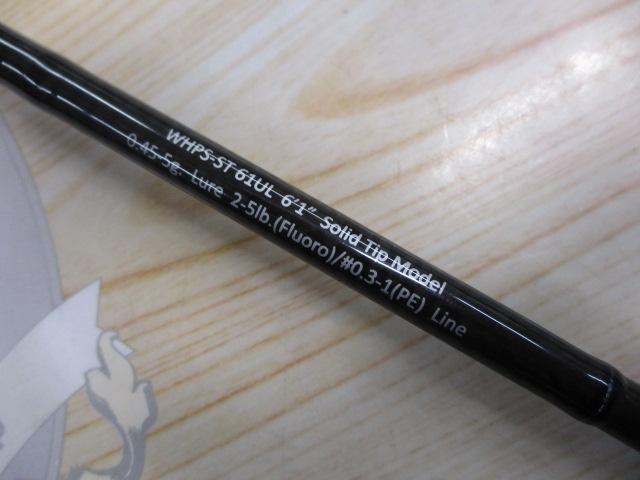 WHPS-ST 61UL 6'1" Solid Tip Model
0.45-5g. Lure 2-5lb.(Fluoro)/#0.3-1(PE) Line